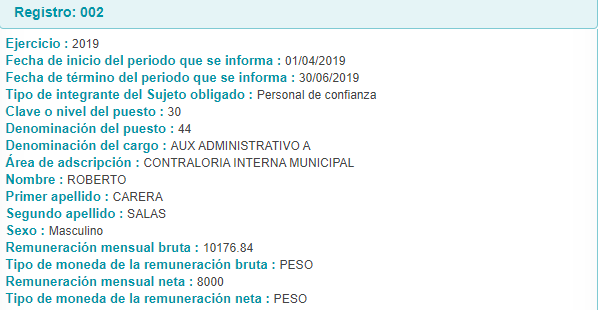 Registro: 002
Ejercicio : 2019
Fecha de inicio del periodo que se informa : 01/04/2019
Fecha de término del periodo que se informa : 30/06/2019
Tipo de integrante del Sujeto obligado : Personal de confianza
Clave o nivel del puesto : 30
Denominación del puesto : 44
Denominación del cargo : AUX ADMINISTRATIVO A
Área de adscripción : CONTRALORIA INTERNA MUNICIPAL
Nombre : ROBERTO
Primer apellido : CARERA
Segundo apellido : SALAS
Sexo : Masculino
Remuneración mensual bruta : 10176.84
Tipo de moneda de la remuneración bruta : PESO
Remuneración mensual neta : 8000
Tipo de moneda de la remuneración neta : PESO